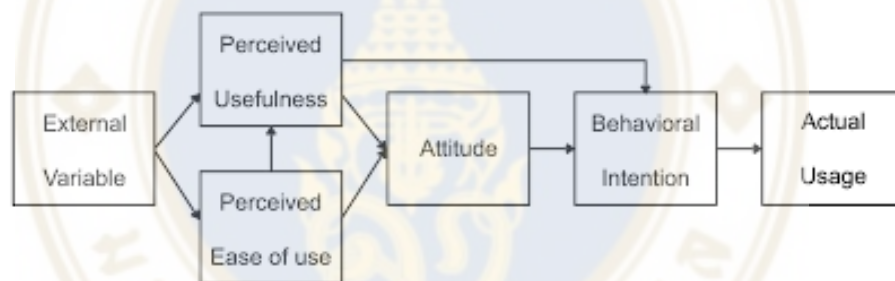 Perceived
Usefulness
External
Variable
Attitude
Behavioral
Intention
Actual
Usage
Perceived
Ease of use